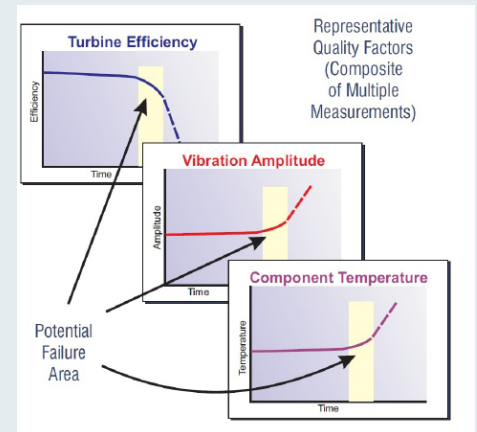 Turbine Efficiency
Efficiency
Time
Representative
Quality Factors
(Composite
of Multiple
Measurements)
Vibration Amplitude
Amplitude
Time
Component Temperature
Temperature
Time
Potential
Failure
Area